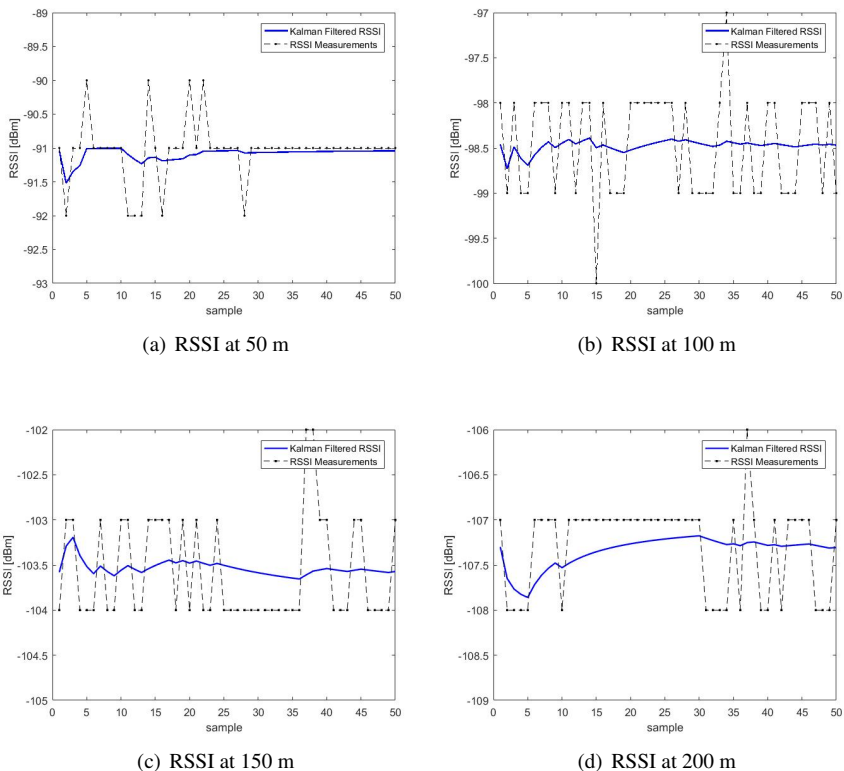 -89
-89.5
-90
-90.5
-91
-91.5
-92
-92.5
-93
RSSI [dBm]
Kalman Filtered RSSI
RSSI Measurements
0 5 10 15 20 25 30 35 40 45 50
sample
(a) RSSI at 50 m
-97
-97.5
-98
-98.5
-99
-99.5
-100
RSSI [dBm]
Kalman Filtered RSSI
RSSI Measurements
0 5 10 15 20 25 30 35 40 45 50
sample
(b) RSSI at 100 m
-102
-102.5
-103
-103.5
-104
-104.5
-105
RSSI [dBm]
Kalman Filtered RSSI
RSSI Measurements
0 5 10 15 20 25 30 35 40 45 50
sample
(c) RSSI at 150 m
-106
-106.5
-107
-107.5
-108
-108.5
-109
RSSI [dBm]
Kalman Filtered RSSI
RSSI Measurements
0 5 10 15 20 25 30 35 40 45 50
sample
(d) RSSI at 200 m